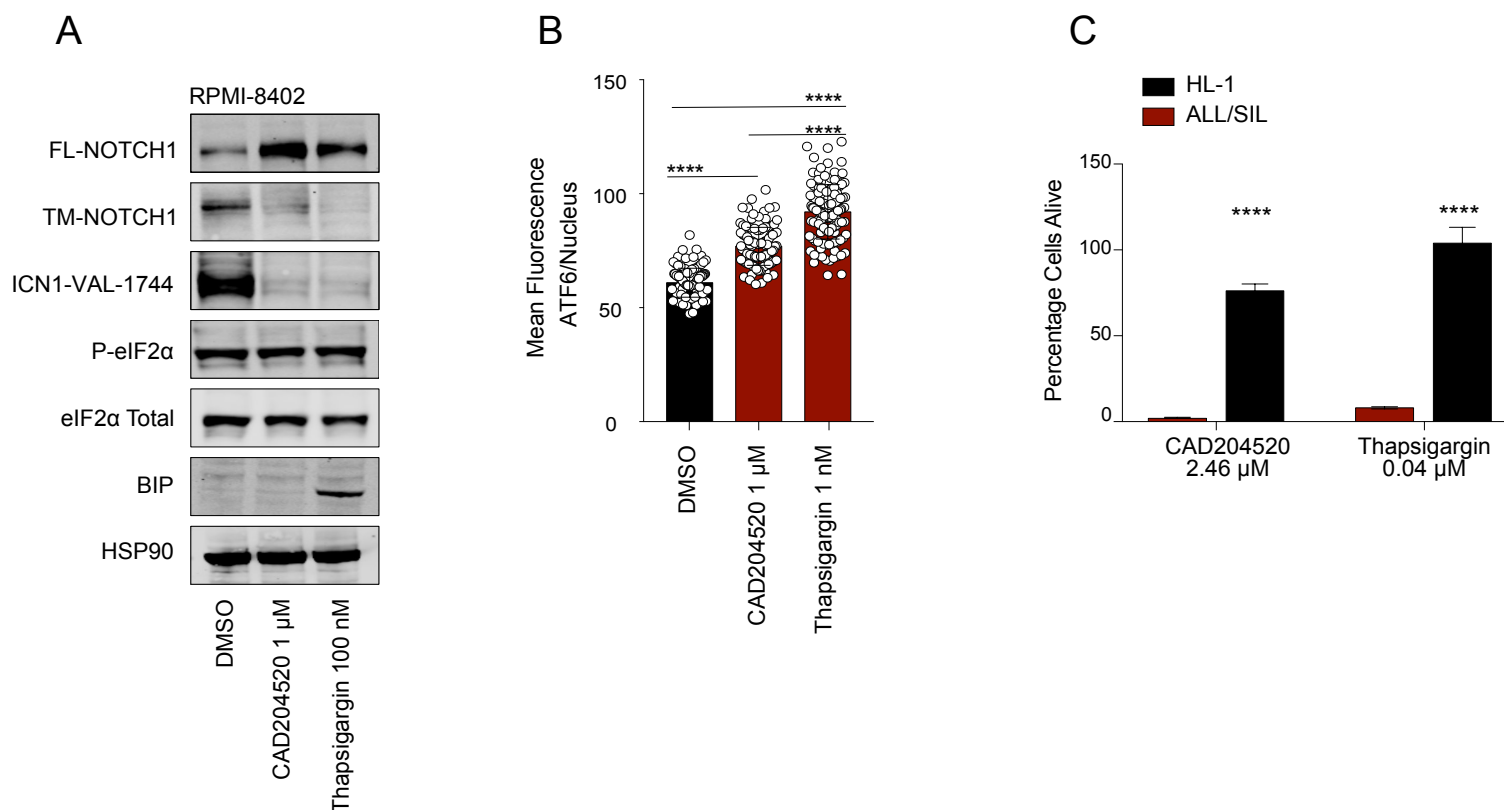 A
RPMI-8402
FL-NOTCH1
TM-NOTCH1
ICN1-VAL-1744
P-eIF2α
eIF2α Total
BIP
HSP90
DMSO
CAD204520 1 µM
Thapsigargin 100 nM
B
Mean Fluorescence
ATF6/Nucleus
150
100
50
0
****
****
****
DMSO
CAD204520 1 µM
Thapsigargin 1 nM
C
HL-1
ALL/SIL
Percentage Cells Alive
150
100
50
0
****
****
CAD204520
2.46 µM
Thapsigargin
0.04 µM